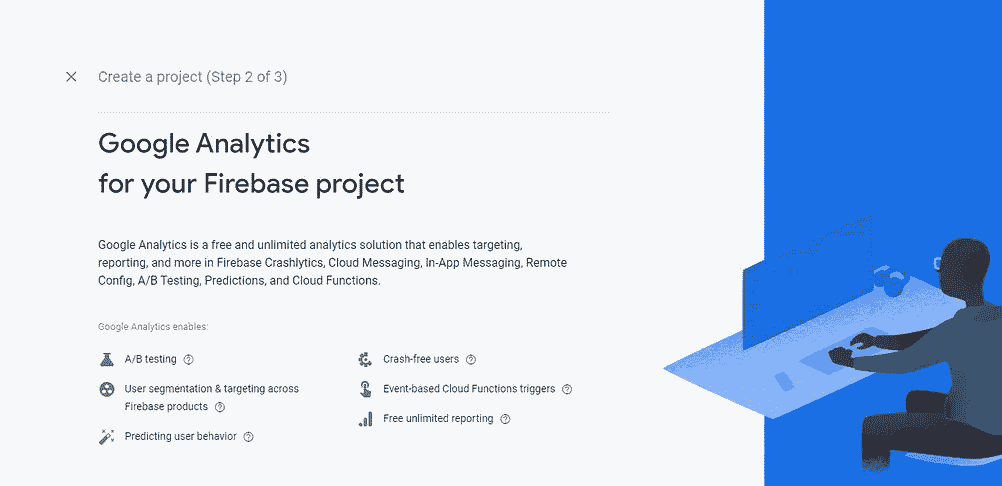 Create a project (Step 2 of 3)
Google Analytics
for your Firebase project
Google Analytics is a free and unlimited analytics solution that enables targeting,
reporting, and more in Firebase Crashlytics, Cloud Messaging, In-App Messaging, Remote
Config, A/B Testing, Predictions, and Cloud Functions.
Google Analytics enables:
A/B testing
User segmentation & targeting across
Firebase products
Predicting user behavior
Crash-free users
Event-based Cloud Functions triggers
Free unlimited reporting